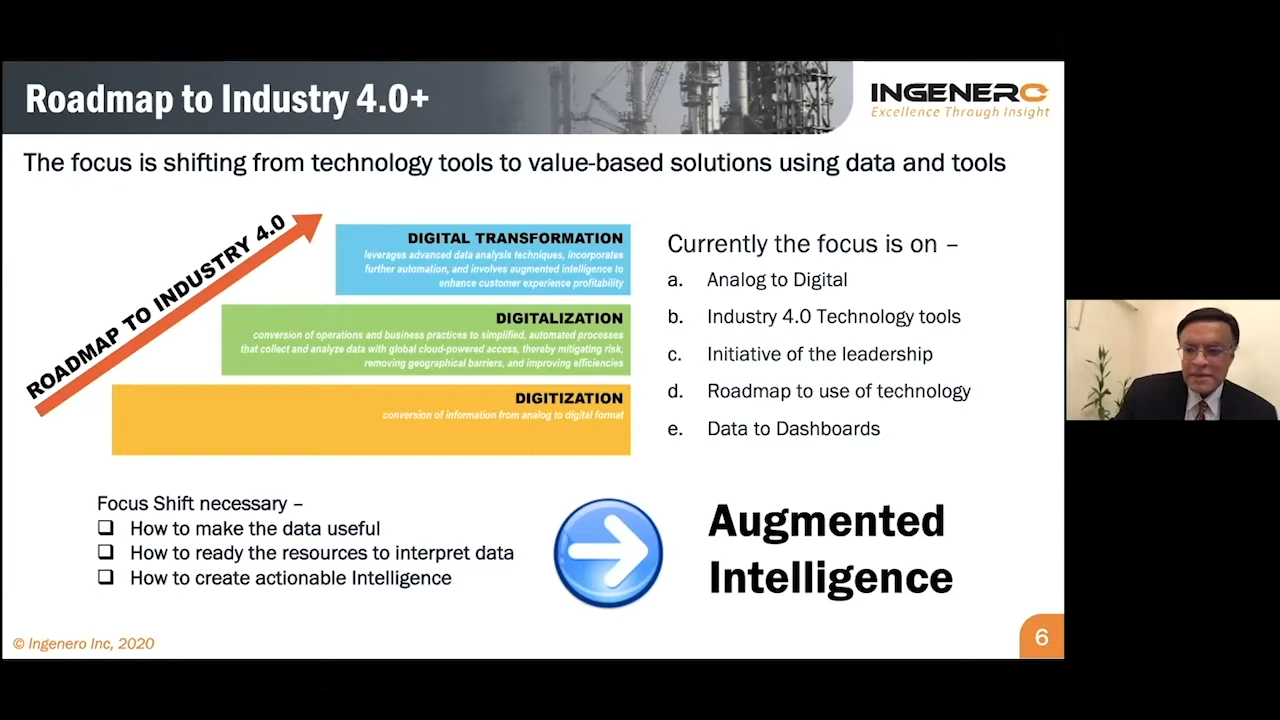 Roadmap to Industry 4.0+
INGENERO
Excellence Through Insight
The focus is shifting from technology tools to value-based solutions using data and tools
ROADMAP TO INDUSTRY 4.0
DIGITAL TRANSFORMATION
leverages advanced data analysis techniques, incorporates
further automation, and involves augmented intelligence to
enhance customer experience profitability
DIGITALIZATION
conversion of operations and business practices to simplified, automated processes
that collect and analyze data with global cloud-powered access, thereby mitigating risk,
removing geographical barriers, and improving efficiencies
DIGITIZATION
conversion of information from analog to digital format
Currently the focus is on –
a. Analog to Digital
b. Industry 4.0 Technology tools
c. Initiative of the leadership
d. Roadmap to use of technology
e. Data to Dashboards
Focus Shift necessary –
❑ How to make the data useful
❑ How to ready the resources to interpret data
❑ How to create actionable Intelligence
Augmented
Intelligence
© Ingenero Inc, 2020
6